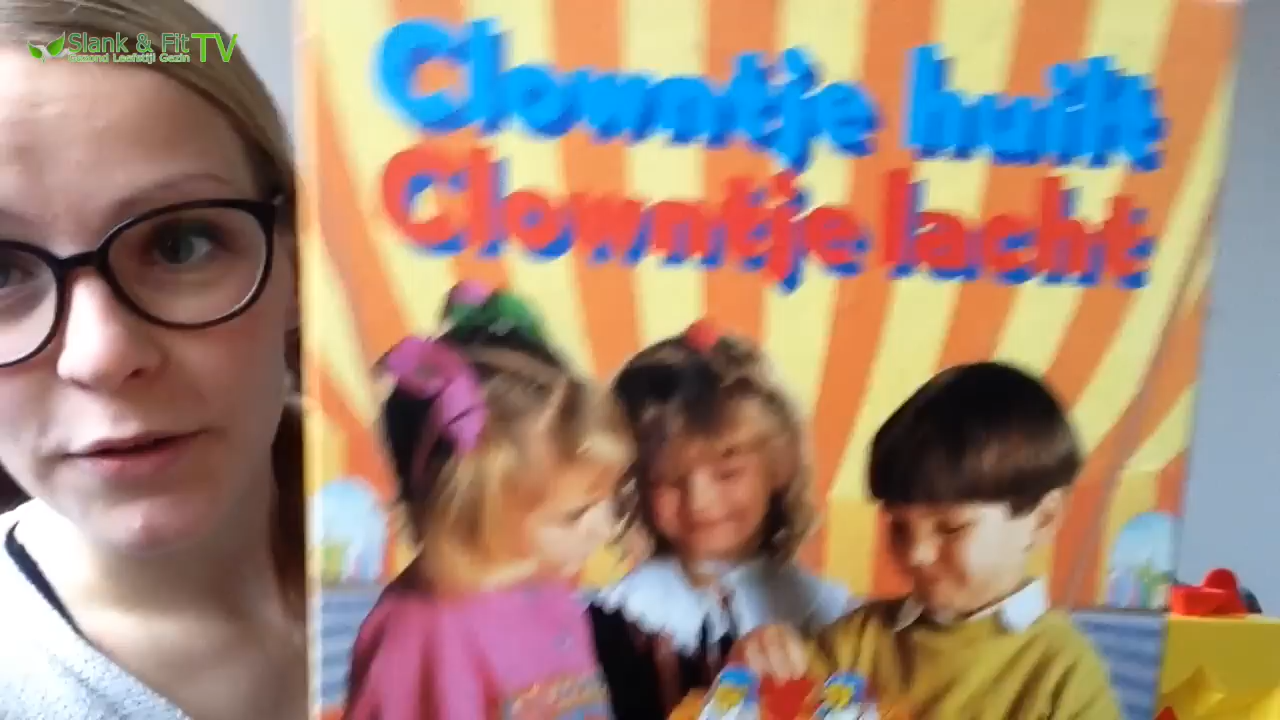 Slank & Fit TV
Gezond Leefstijl Gezin
Clowntje huilt
Clowntje lacht